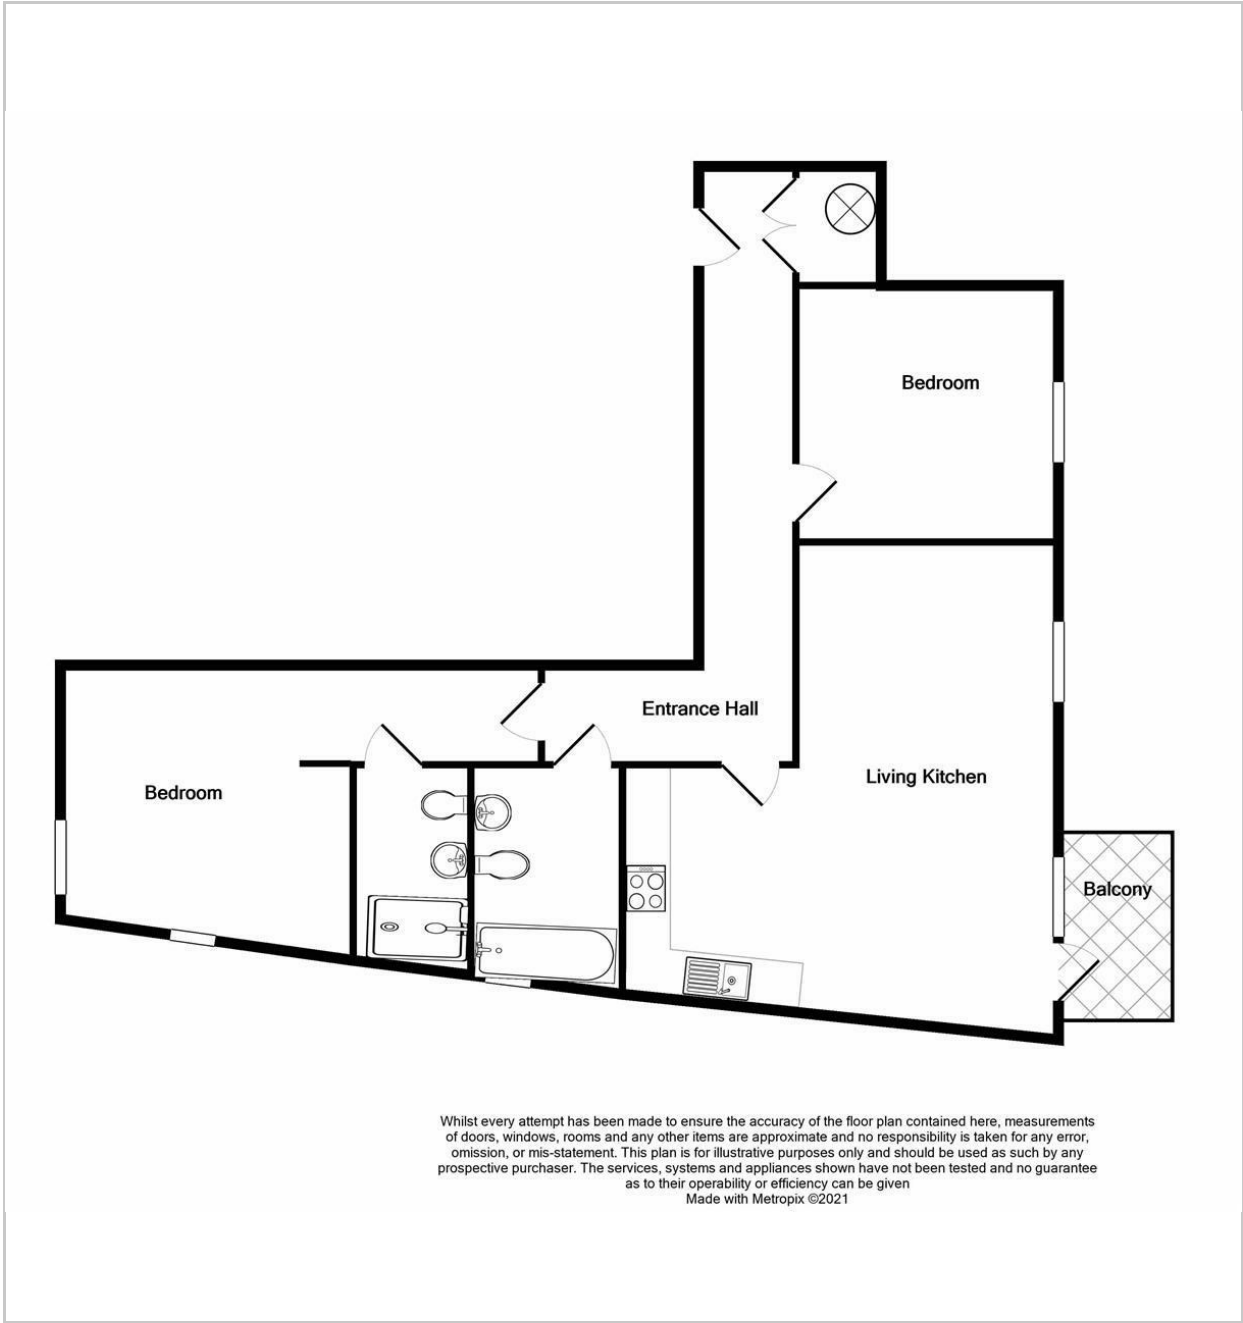 Bedroom
Entrance Hall
Living Kitchen
Bedroom
Balcony
Whilst every attempt has been made to ensure the accuracy of the floor plan contained here, measurements
of doors, windows, rooms and any other items are approximate and no responsibility is taken for any error,
omission, or mis-statement. This plan is for illustrative purposes only and should be used as such by any
prospective purchaser. The services, systems and appliances shown have not been tested and no guarantee
as to their operability or efficiency can be given
Made with Metropix ©2021